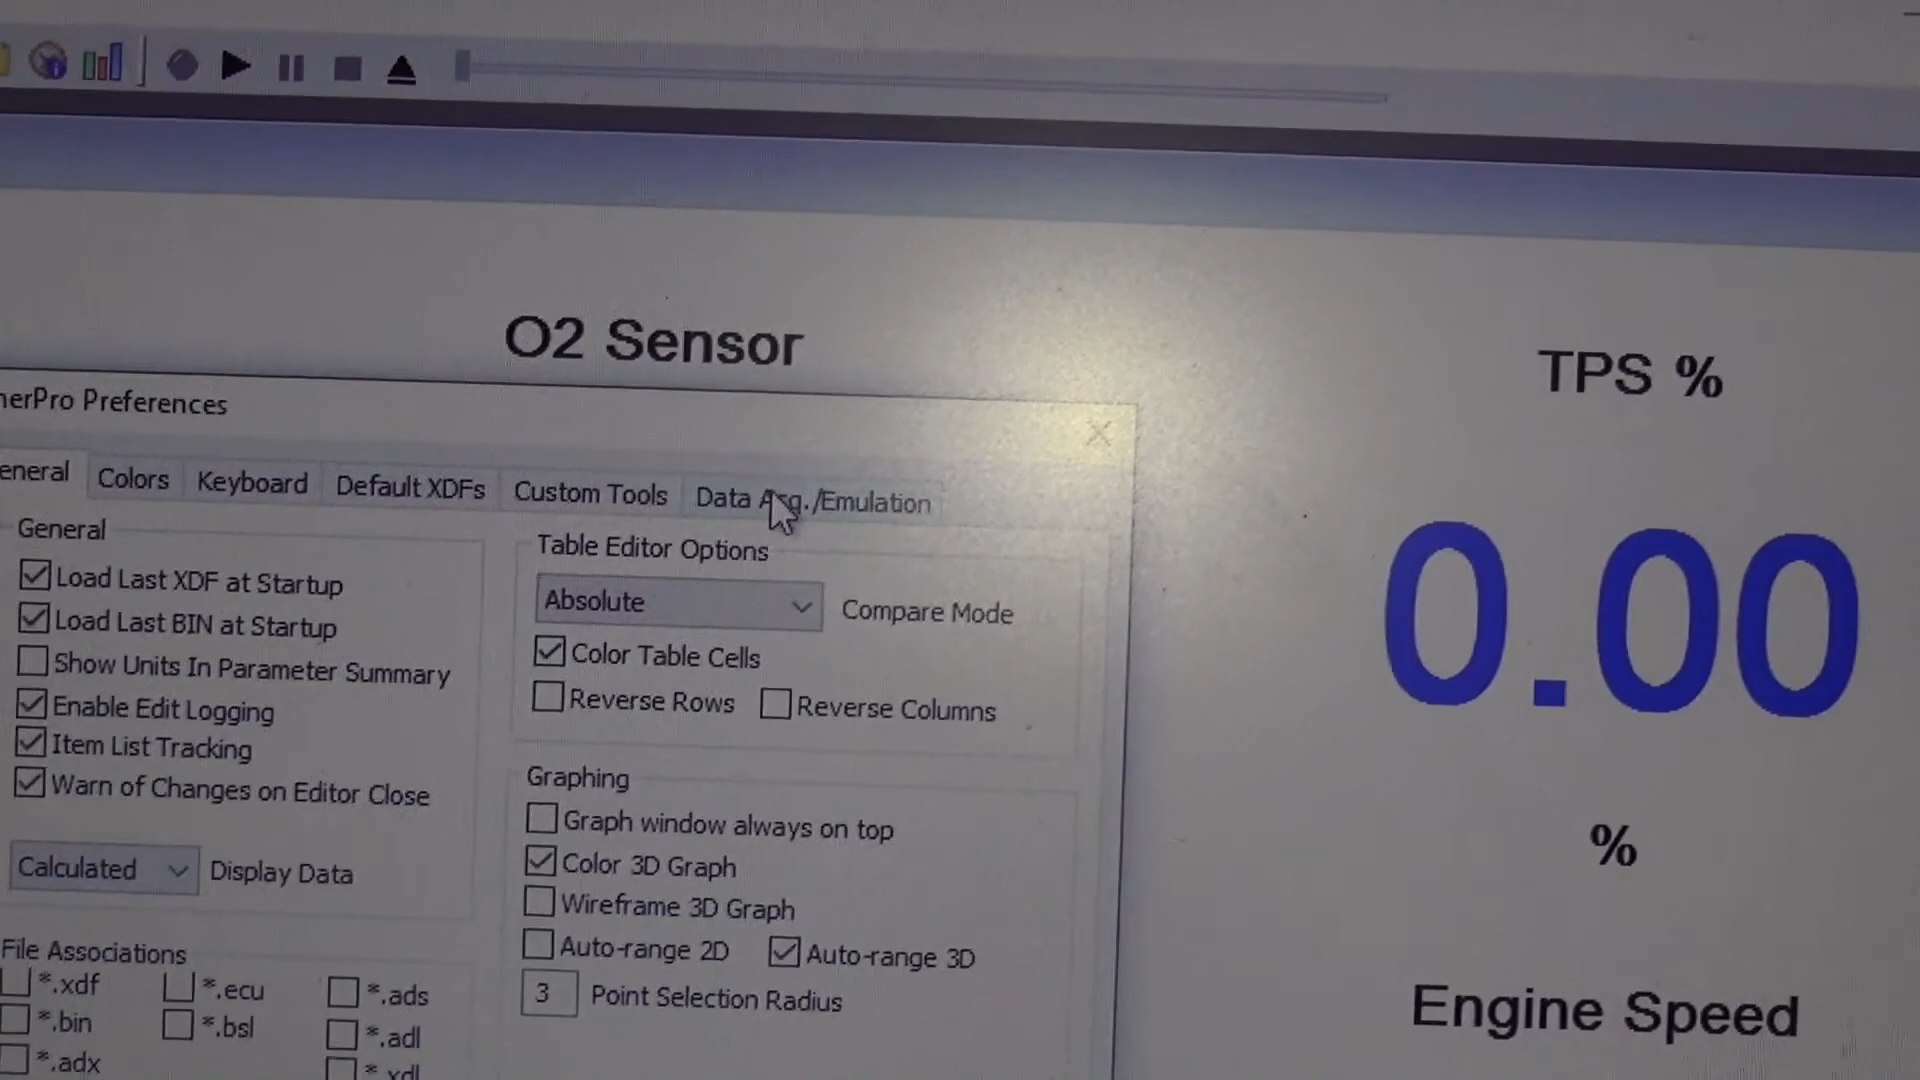 O2 Sensor
TPS %
nerPro Preferences
eneral Colors Keyboard Default XDFs Custom Tools Data Acq./Emulation
General
Load Last XDF at Startup
Load Last BIN at Startup
Show Units In Parameter Summary
Enable Edit Logging
Item List Tracking
Warn of Changes on Editor Close
Calculated Display Data
File Associations
*.xdf *.ecu *.ads
*.bin *.bsl *.adl
*.adx *.xdl
Table Editor Options
Absolute Compare Mode
Color Table Cells
Reverse Rows Reverse Columns
Graphing
Graph window always on top
Color 3D Graph
Wireframe 3D Graph
Auto-range 2D Auto-range 3D
3 Point Selection Radius
0.00
%
Engine Speed